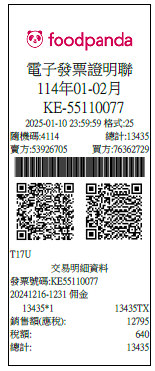 foodpanda
電子發票證明聯
114年01-02月
KE-55110077
2025-01-10 23:59:59 格式:25
隨機碼:4114 總計:13435
賣方:53926705 買方:76362729
T17U
交易明細資料
發票號碼:KE55110077
20241216-1231 佣金
13435*1 13435TX
銷售額(應稅): 12795
稅額: 640
總計: 13435